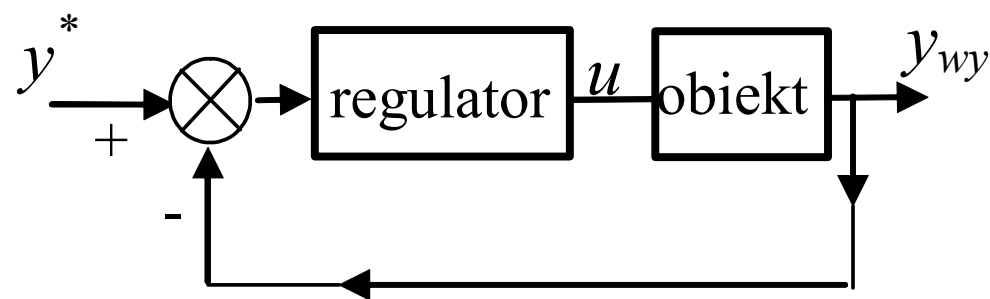 y*
+
-
regulator
u
obiekt
y_wy